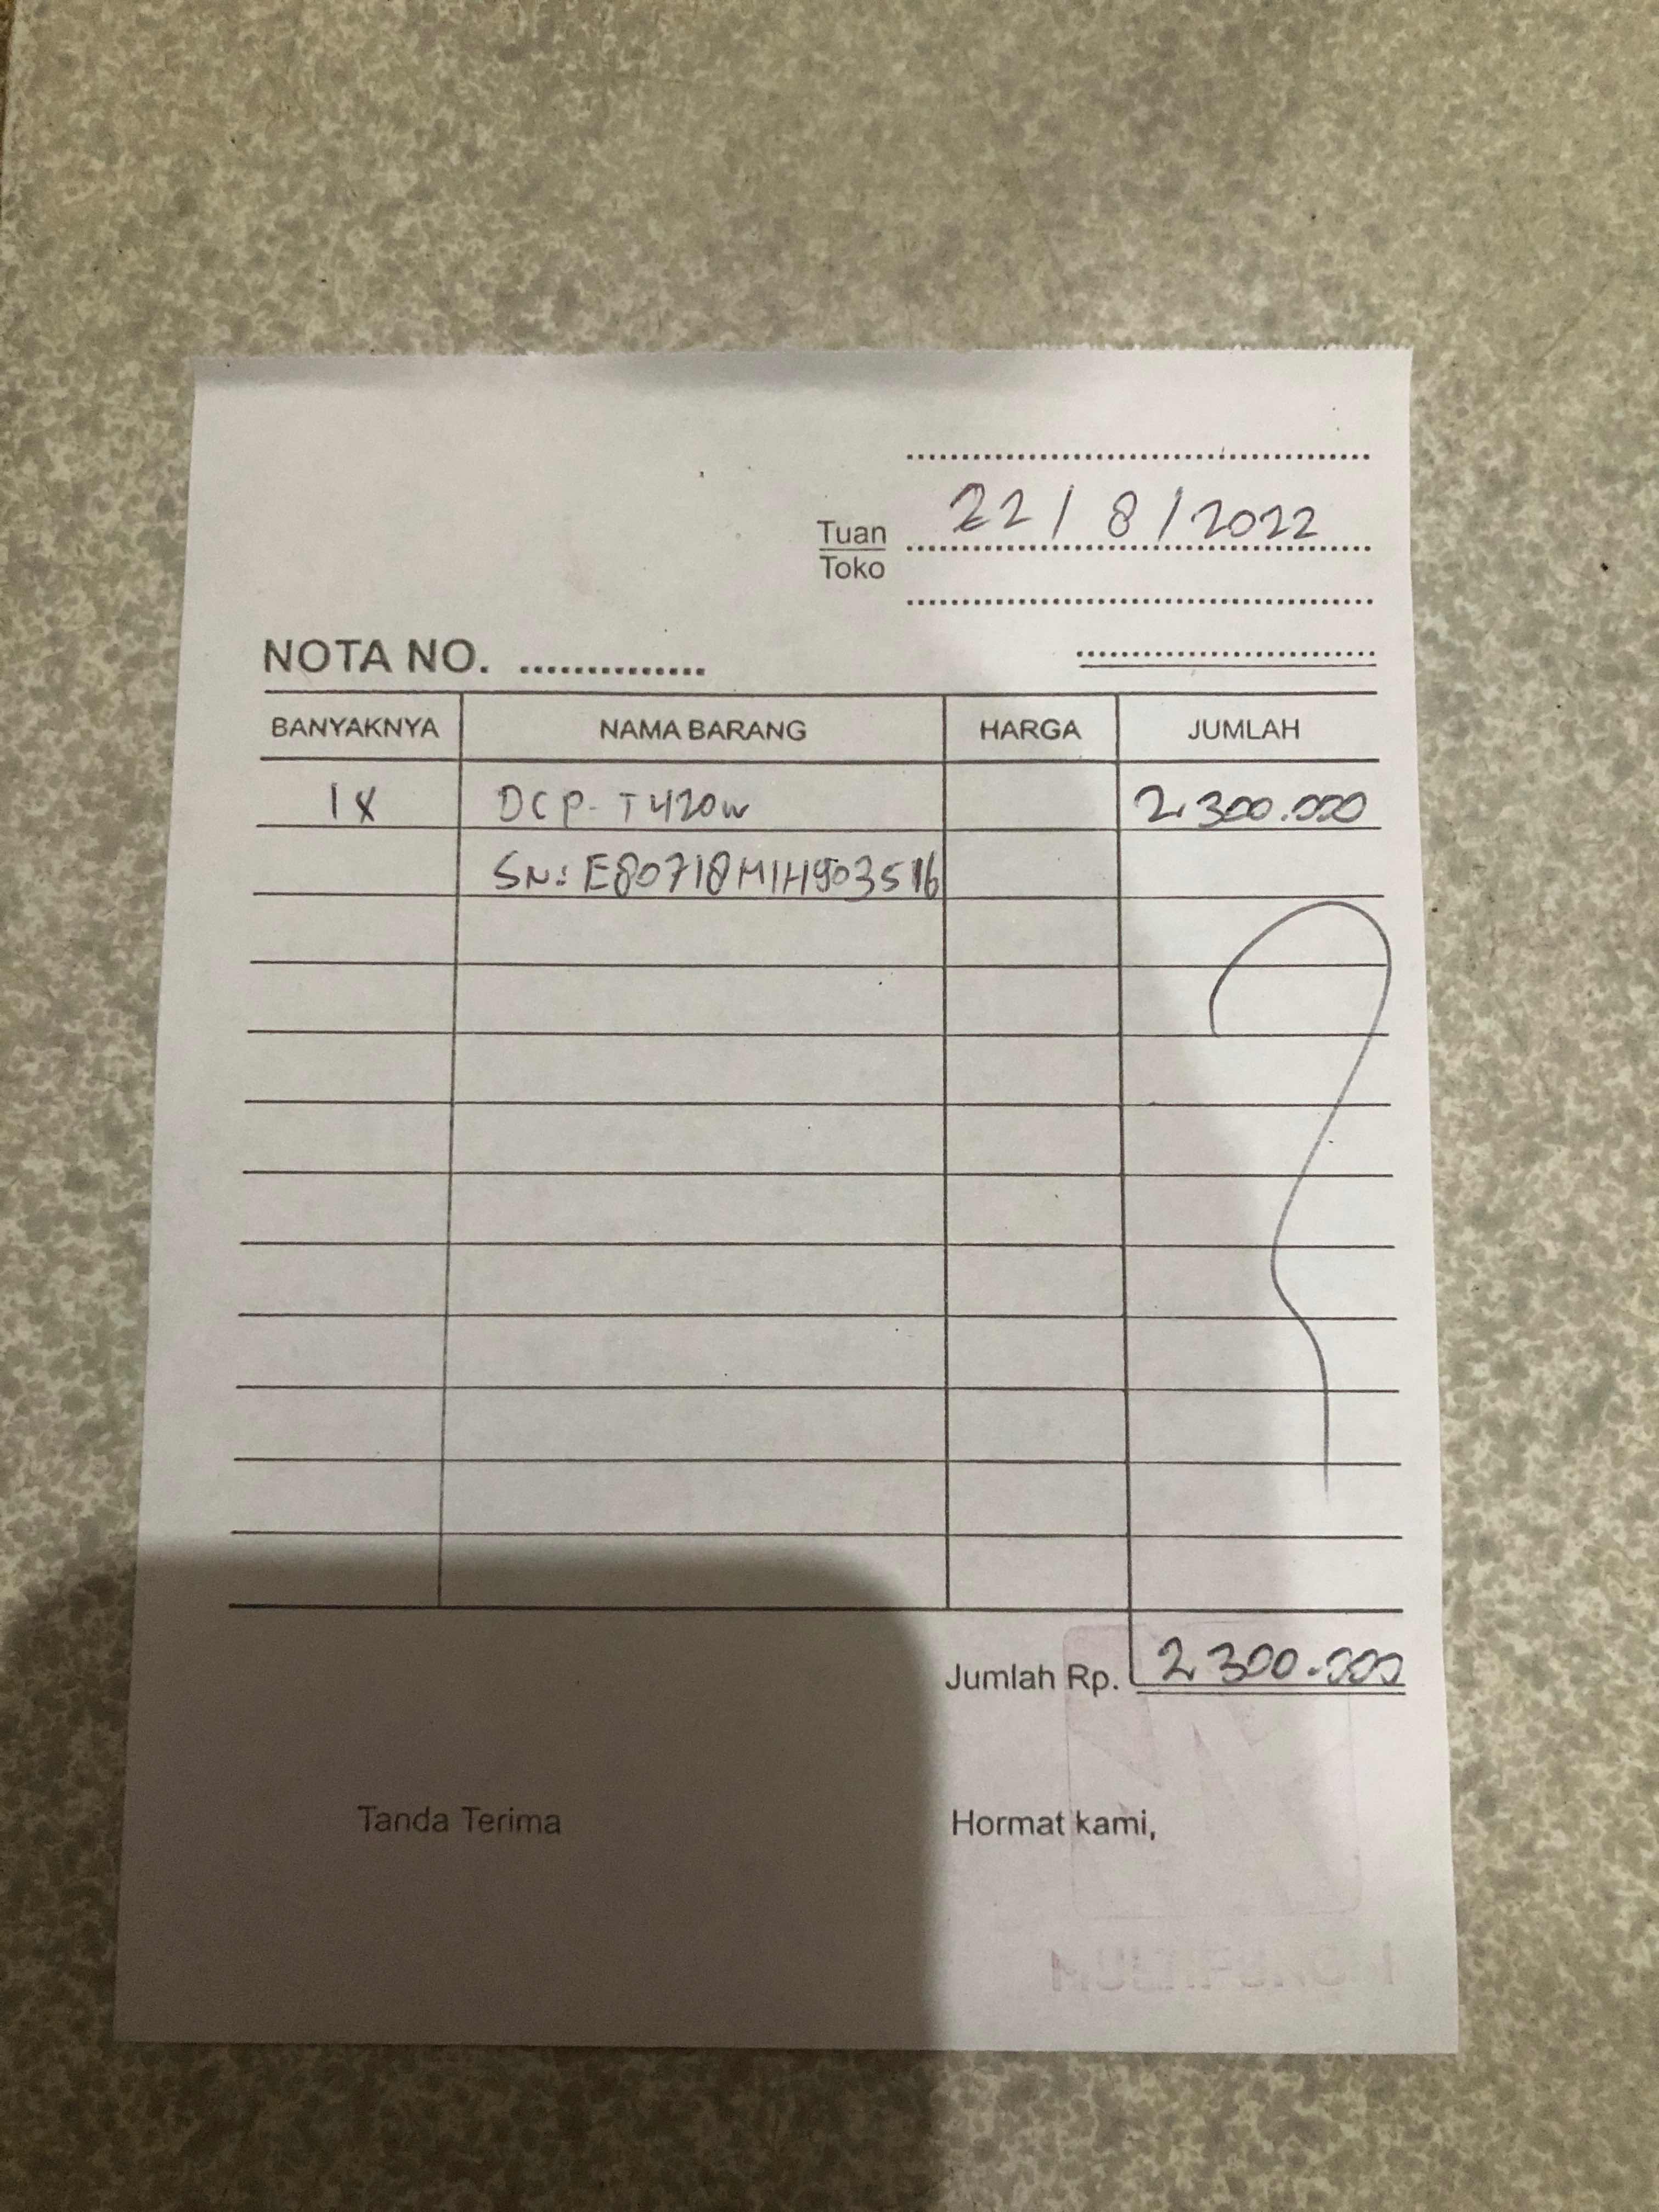 22/8/2022
Tuan
Toko
NOTA NO. ..............
BANYAKNYA NAMA BARANG HARGA JUMLAH
1X DCP-T420w 2.300.000
SN: E80718M1H903516
Jumlah Rp. 2.300.000
Tanda Terima Hormat kami,